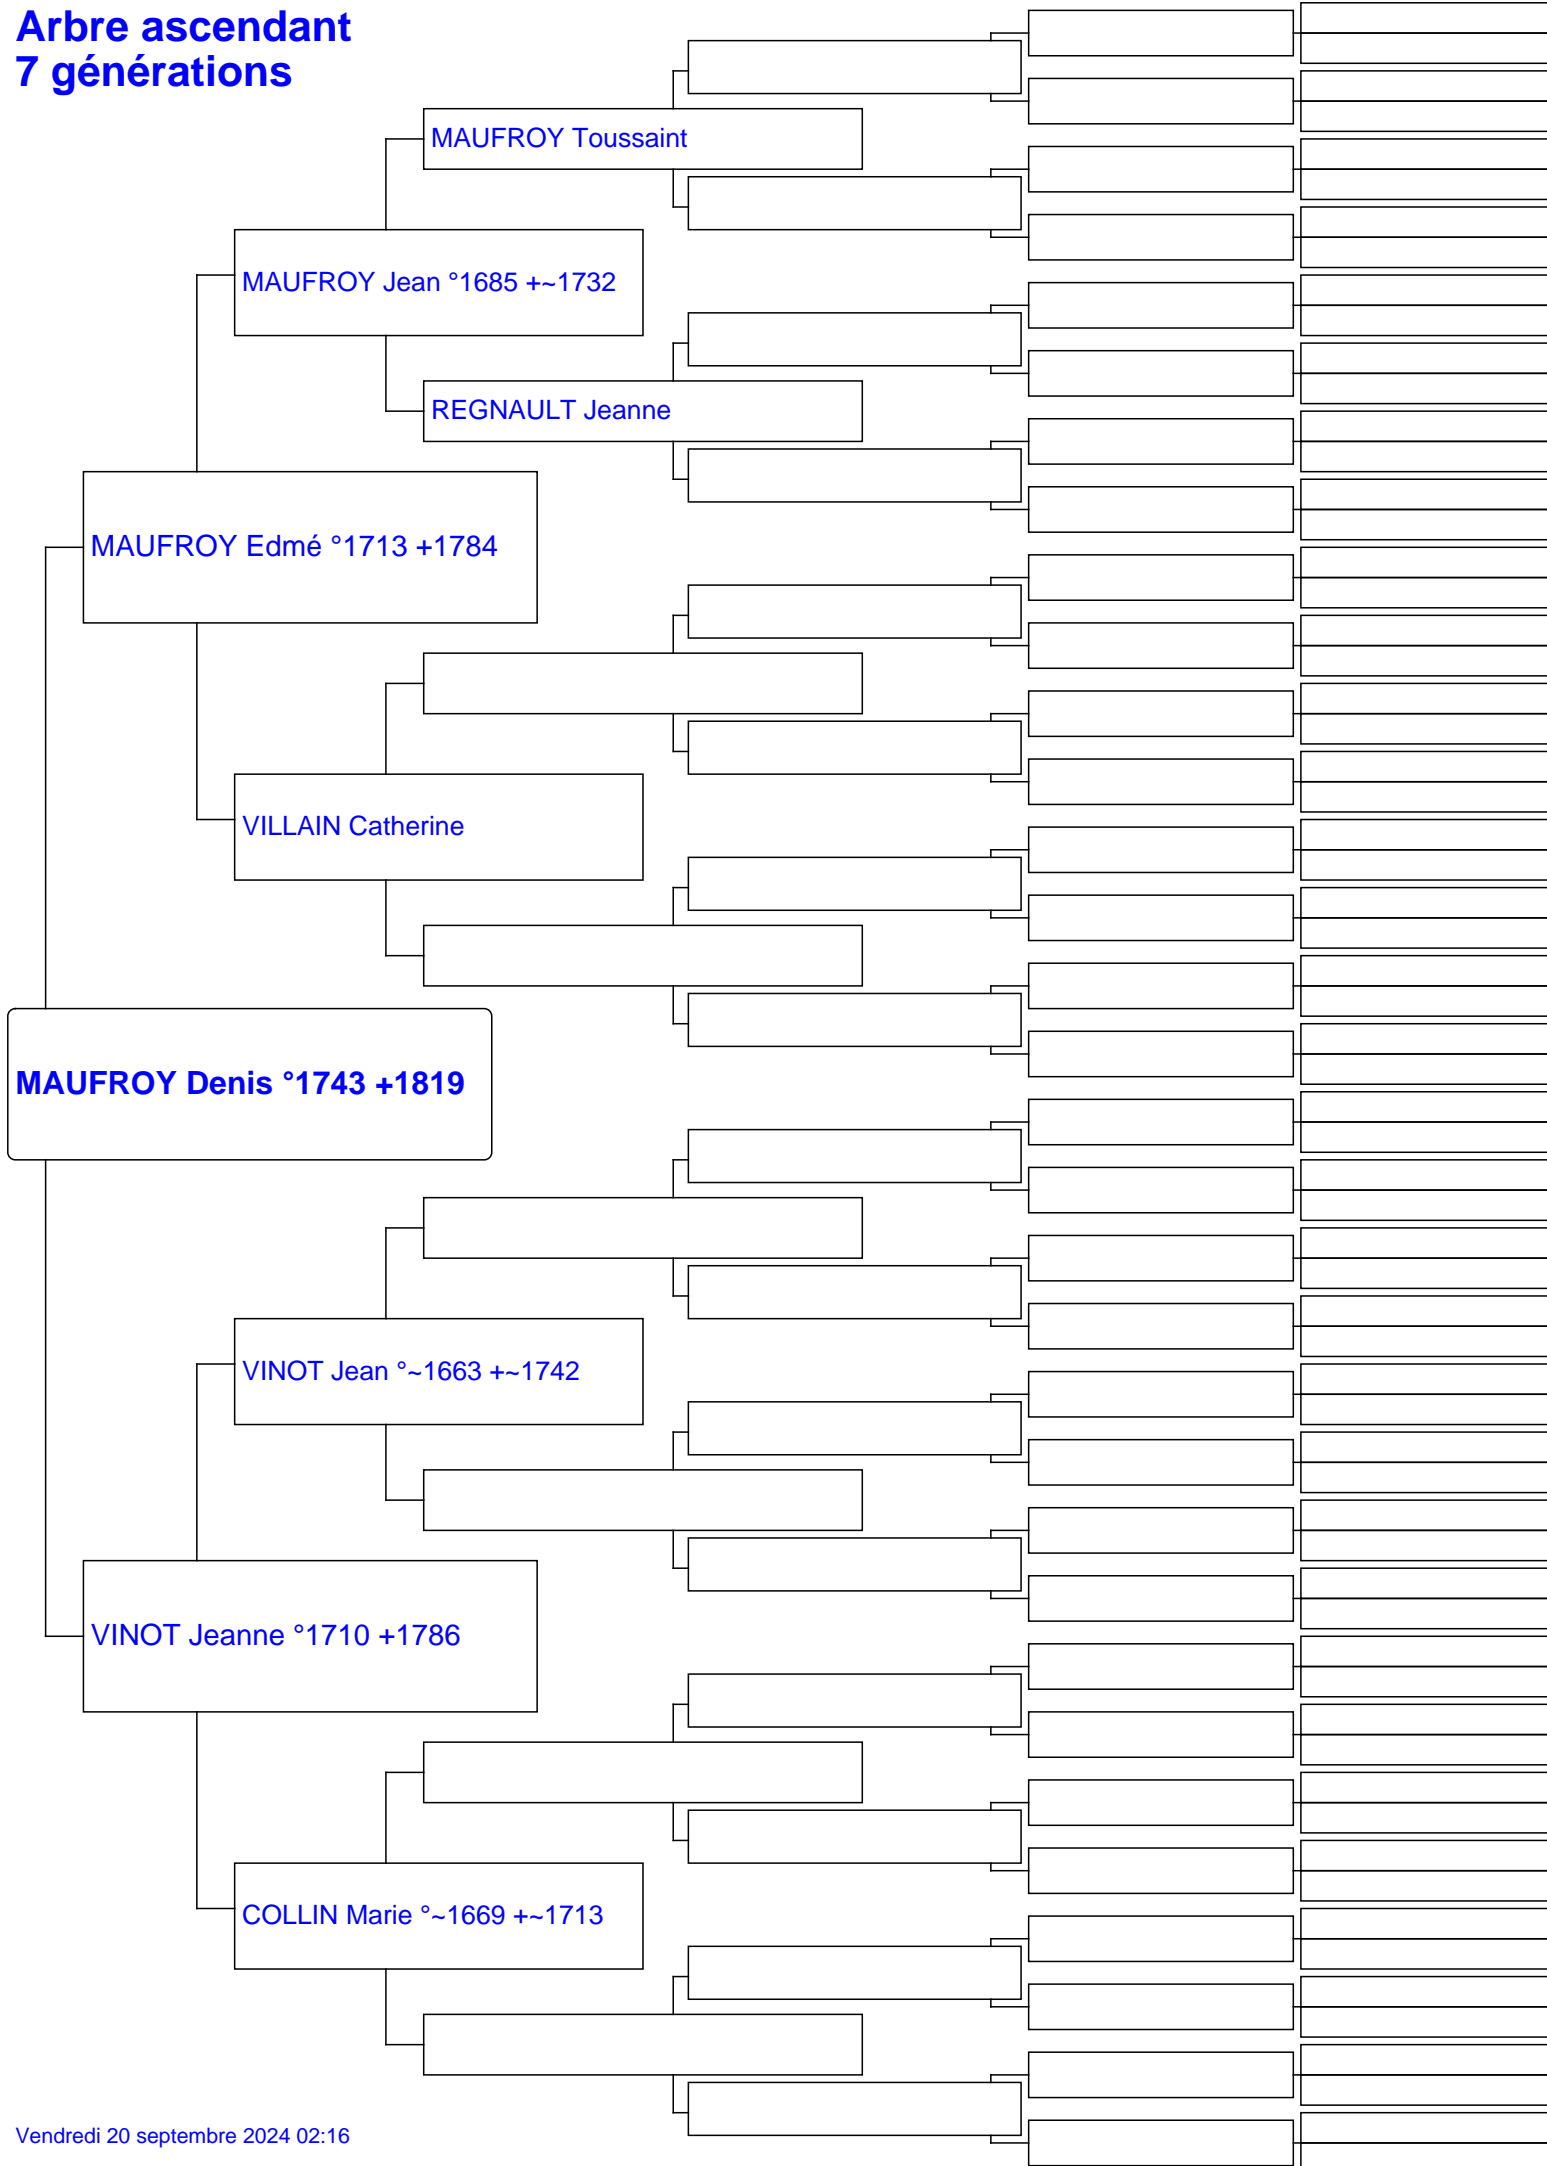 Arbre ascendant
7 générations
MAUFROY Toussaint
MAUFROY Jean °1685 +~1732
REGNAULT Jeanne
MAUFROY Edmé °1713 +1784
VILLAIN Catherine
MAUFROY Denis °1743 +1819
VINOT Jean °~1663 +~1742
VINOT Jeanne °1710 +1786
COLLIN Marie °~1669 +~1713
Vendredi 20 septembre 2024 02:16